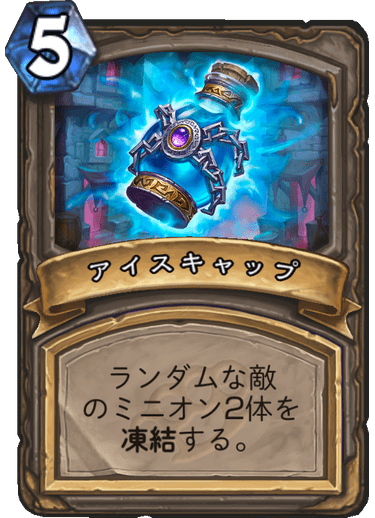 5
アイスキャップ
ランダムな敵
のミニオン2体を
凍結する。